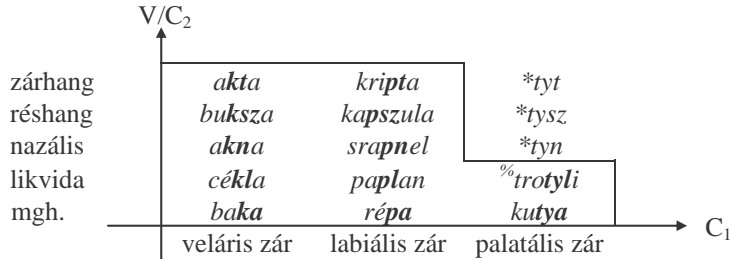 V/C₂
zárhang akta kripta *tyt
réshang buksza kapszula *tysz
nazális akna srapnel *tyn
likvida cékla paplan %trotyli
mgh. baka répa kutya
C₁
veláris zár labiális zár palatális zár